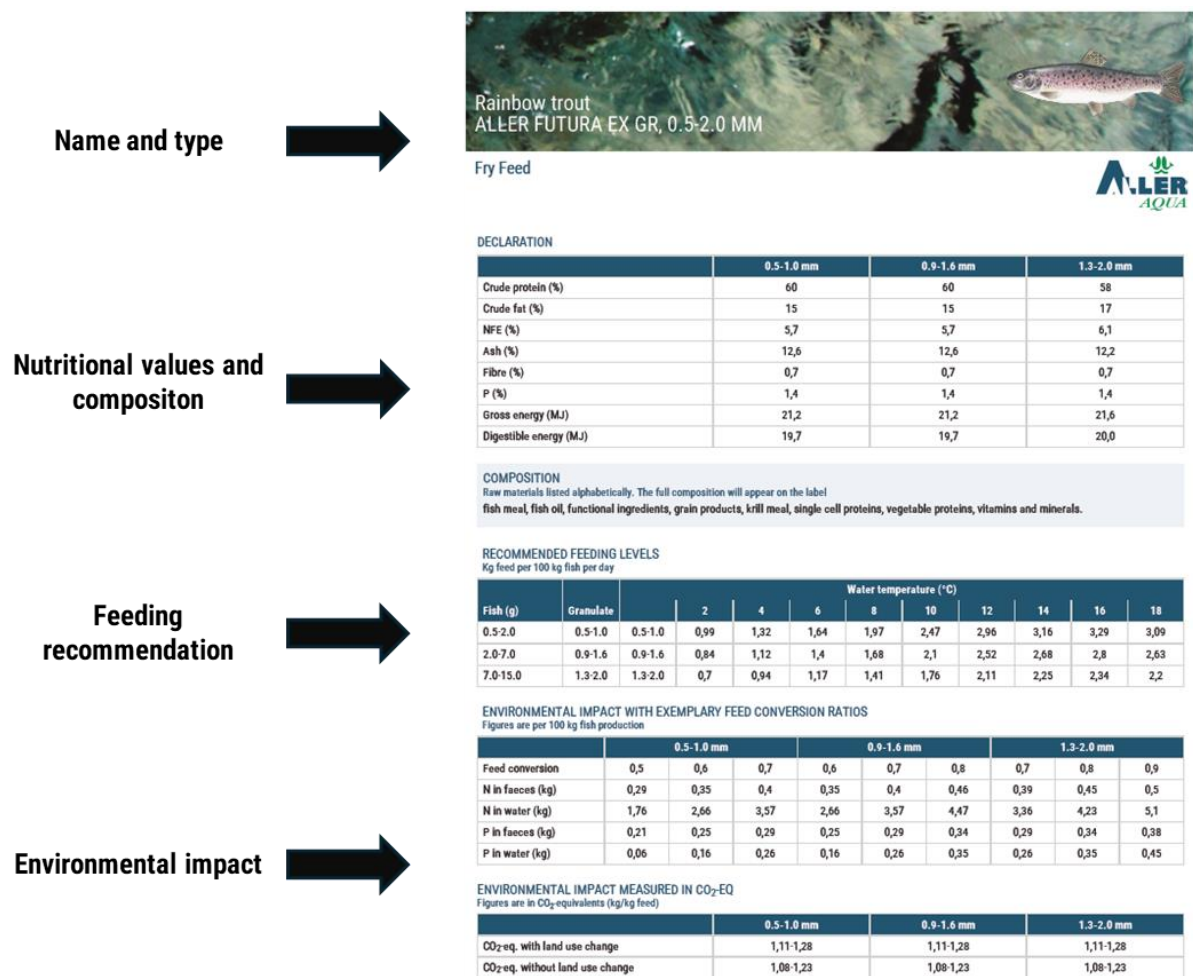 Rainbow trout
ALLER FUTURA EX GR, 0.5-2.0 MM
Name and type
Fry Feed
ALLER
AQUA
DECLARATION
0.5-1.0 mm 0.9-1.6 mm 1.3-2.0 mm
Crude protein (%) 60 60 58
Crude fat (%) 15 15 17
NFE (%) 5,7 5,7 6,1
Ash (%) 12,6 12,6 12,2
Fibre (%) 0,7 0,7 0,7
P (%) 1,4 1,4 1,4
Gross energy (MJ) 21,2 21,2 21,6
Digestible energy (MJ) 19,7 19,7 20,0
Nutritional values and
compositon
COMPOSITION
Raw materials listed alphabetically. The full composition will appear on the label
fish meal, fish oil, functional ingredients, grain products, krill meal, single cell proteins, vegetable proteins, vitamins and minerals.
RECOMMENDED FEEDING LEVELS
Kg feed per 100 kg fish per day
Water temperature (°C)
Fish (g) Granulate 2 4 6 8 10 12 14 16 18
0.5-2.0 0.5-1.0 0.5-1.0 0,99 1,32 1,64 1,97 2,47 2,96 3,16 3,29 3,09
2.0-7.0 0.9-1.6 0.9-1.6 0,84 1,12 1,4 1,68 2,1 2,52 2,68 2,8 2,63
7.0-15.0 1.3-2.0 1.3-2.0 0,7 0,94 1,17 1,41 1,76 2,11 2,25 2,34 2,2
Feeding
recommendation
ENVIRONMENTAL IMPACT WITH EXEMPLARY FEED CONVERSION RATIOS
Figures are per 100 kg fish production
0.5-1.0 mm 0.9-1.6 mm 1.3-2.0 mm
Feed conversion 0,5 0,6 0,7 0,6 0,7 0,8 0,7 0,8 0,9
N in faeces (kg) 0,29 0,35 0,4 0,35 0,4 0,46 0,39 0,45 0,5
N in water (kg) 1,76 2,66 3,57 2,66 3,57 4,47 3,36 4,23 5,1
P in faeces (kg) 0,21 0,25 0,29 0,25 0,29 0,34 0,29 0,34 0,38
P in water (kg) 0,06 0,16 0,26 0,16 0,26 0,35 0,26 0,35 0,45
Environmental impact
ENVIRONMENTAL IMPACT MEASURED IN CO₂-EQ
Figures are in CO₂-equivalents (kg/kg feed)
0.5-1.0 mm 0.9-1.6 mm 1.3-2.0 mm
CO₂-eq. with land use change 1,11-1,28 1,11-1,28 1,11-1,28
CO₂-eq. without land use change 1,08-1,23 1,08-1,23 1,08-1,23